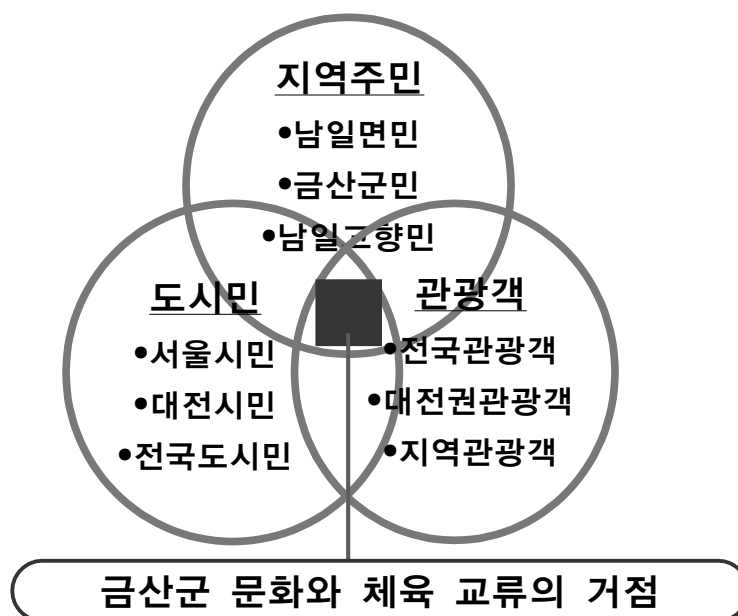 지역주민
•남일면민
•금산군민
•남일고향민
도시민
•서울시민
•대전시민
•전국도시민
관광객
•전국관광객
•대전권관광객
•지역관광객
금산군 문화와 체육 교류의 거점